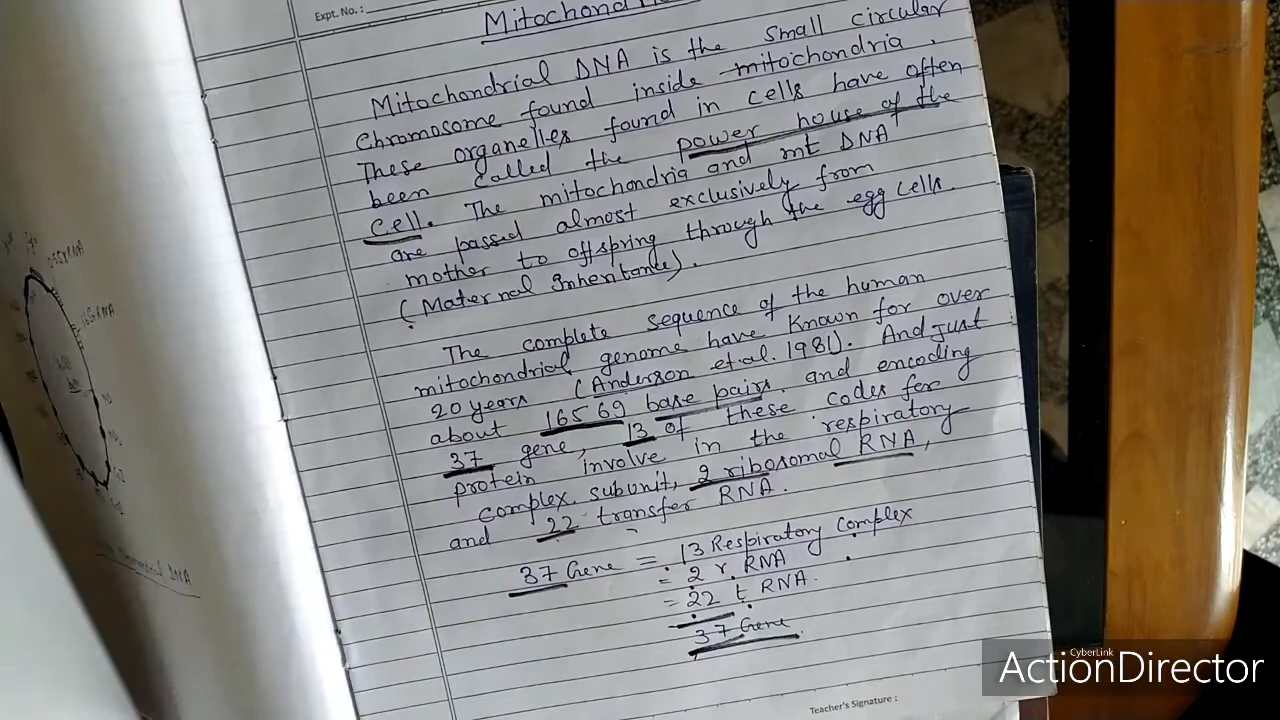 Expt. No. :
Mitochond
Mitochondrial DNA is the small circular
Chromosome found inside mitochondria.
These organelles found in cells have often
been called the power house of the
cell. The mitochondria and mt DNA
are passed almost exclusively from
mother to offspring through the egg cells.
(Maternal Inheritance).
The complete sequence of the human
mitochondrial genome have Known for over
20 years (Anderson et.al. 1981). And Just
about 16569 base pairs. and encoding
37 gene, 13 of these codes for
protein involve in the respiratory
complex subunit, 2 ribosomal RNA,
and 22 transfer RNA.
37 Gene = 13 Respiratory Complex
= 2 r. RNA
= 22 t RNA.
37 Gene
Teacher's Signature :
16SrRNA
DNA
CyberLink
ActionDirector